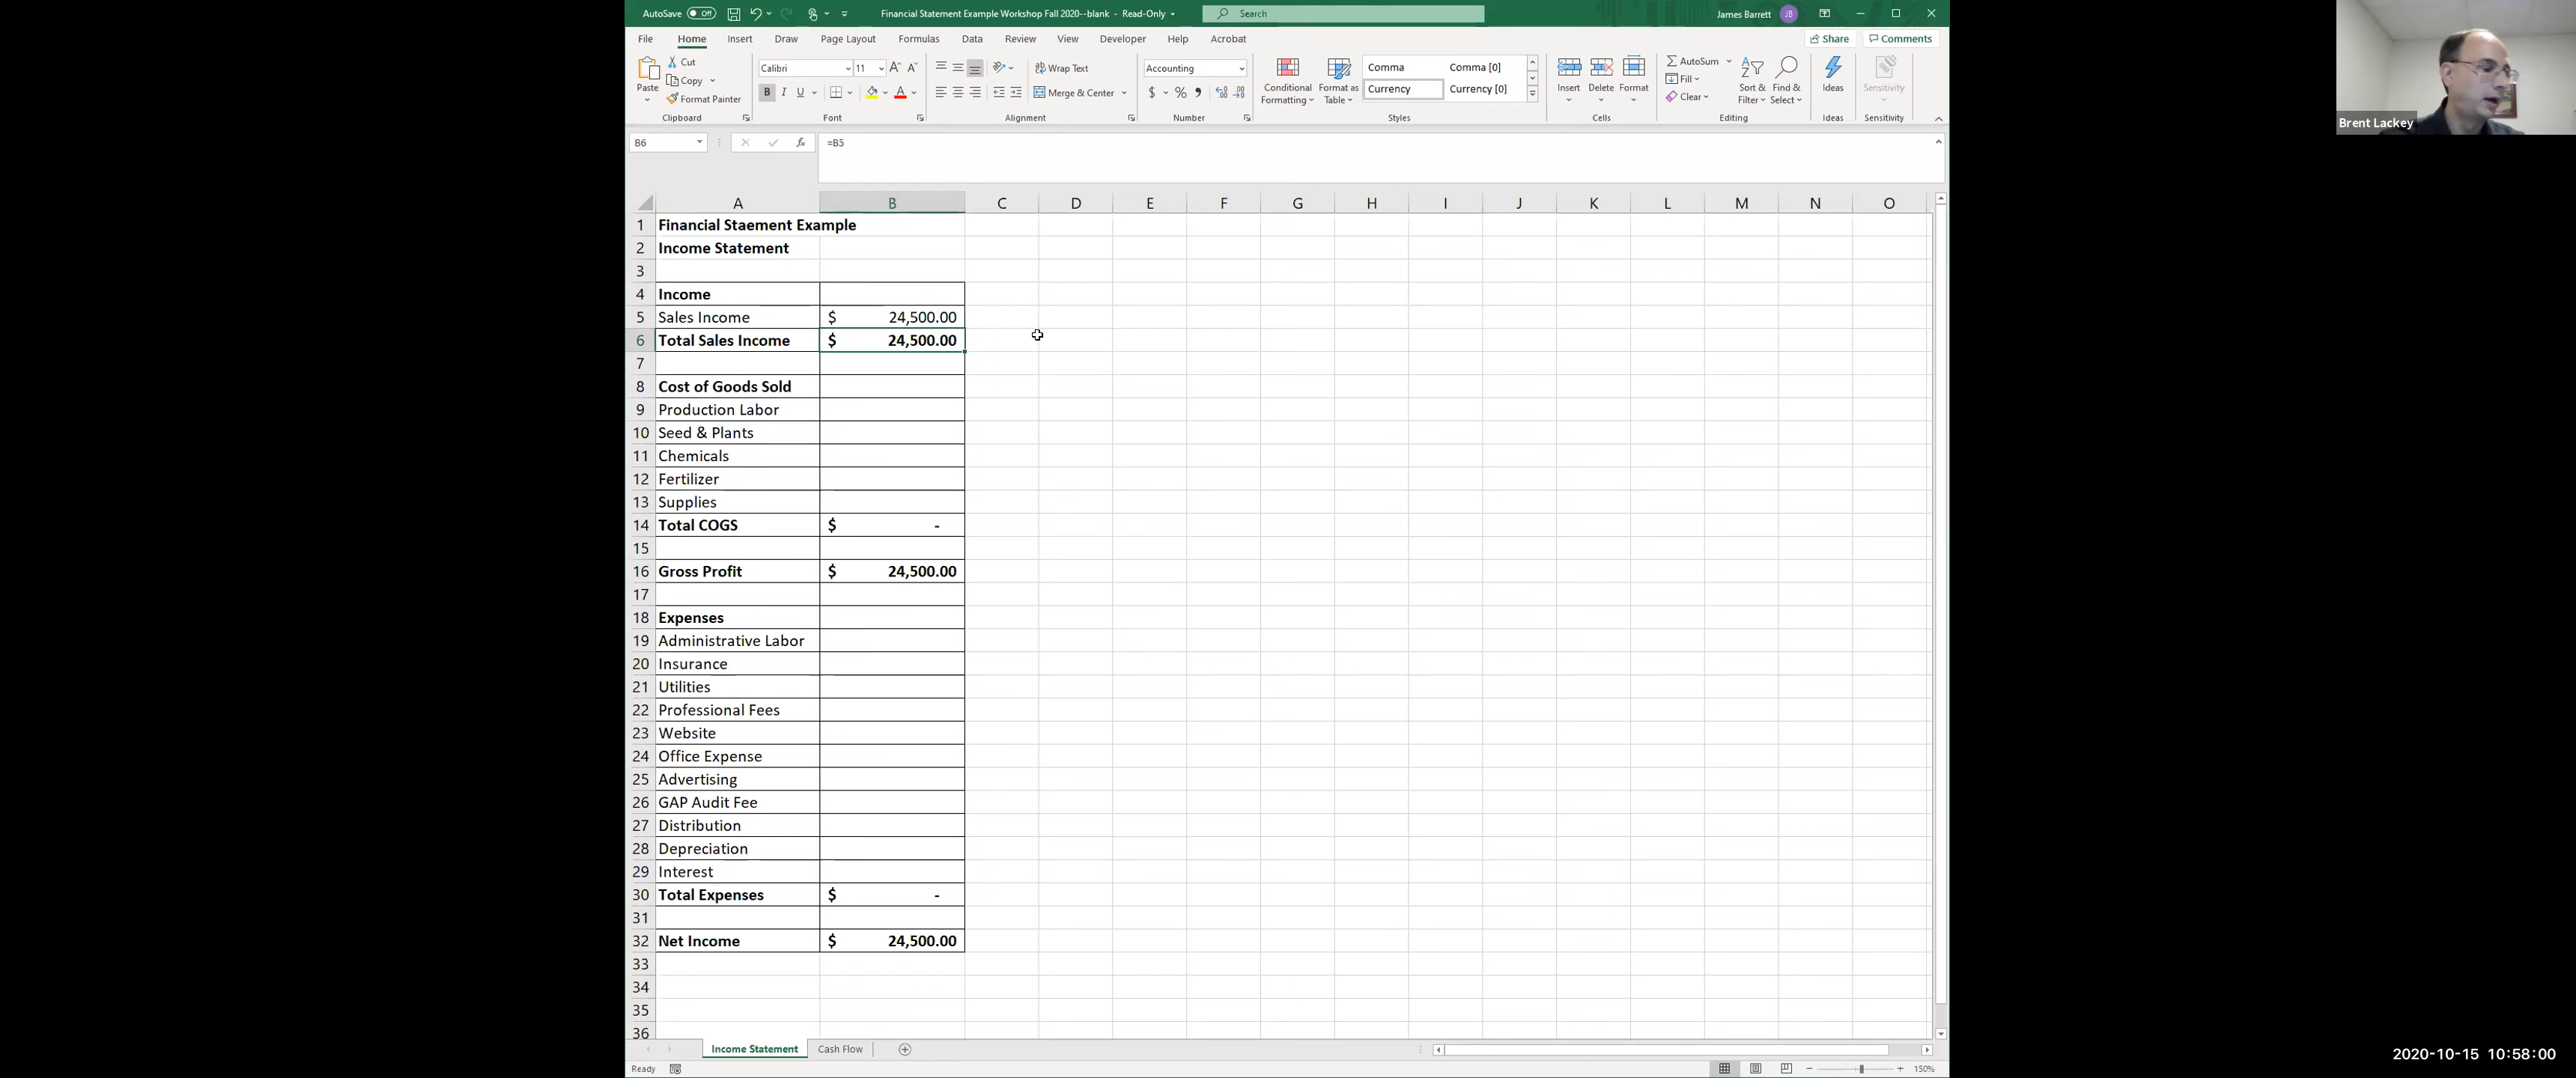 AutoSave Off Financial Statement Example Workshop Fall 2020--blank - Read-Only Search James Barrett JB
File Home Insert Draw Page Layout Formulas Data Review View Developer Help Acrobat Share Comments
Paste Cut Copy Format Painter Clipboard
Calibri 11 B I U Font
Wrap Text Merge & Center Alignment
Accounting $ % , Number
Conditional Formatting Format as Table Comma Comma [0] Currency Currency [0] Styles
Insert Delete Format Cells
AutoSum Fill Clear Sort & Filter Find & Select Editing
Ideas Ideas
Sensitivity Sensitivity
Brent Lackey
B6 fx =B5
A B C D E F G H I J K L M N O
1 Financial Staement Example
2 Income Statement
3
4 Income
5 Sales Income $ 24,500.00
6 Total Sales Income $ 24,500.00
7
8 Cost of Goods Sold
9 Production Labor
10 Seed & Plants
11 Chemicals
12 Fertilizer
13 Supplies
14 Total COGS $ -
15
16 Gross Profit $ 24,500.00
17
18 Expenses
19 Administrative Labor
20 Insurance
21 Utilities
22 Professional Fees
23 Website
24 Office Expense
25 Advertising
26 GAP Audit Fee
27 Distribution
28 Depreciation
29 Interest
30 Total Expenses $ -
31
32 Net Income $ 24,500.00
33
34
35
36
Income Statement Cash Flow
Ready 150%
2020-10-15 10:58:00